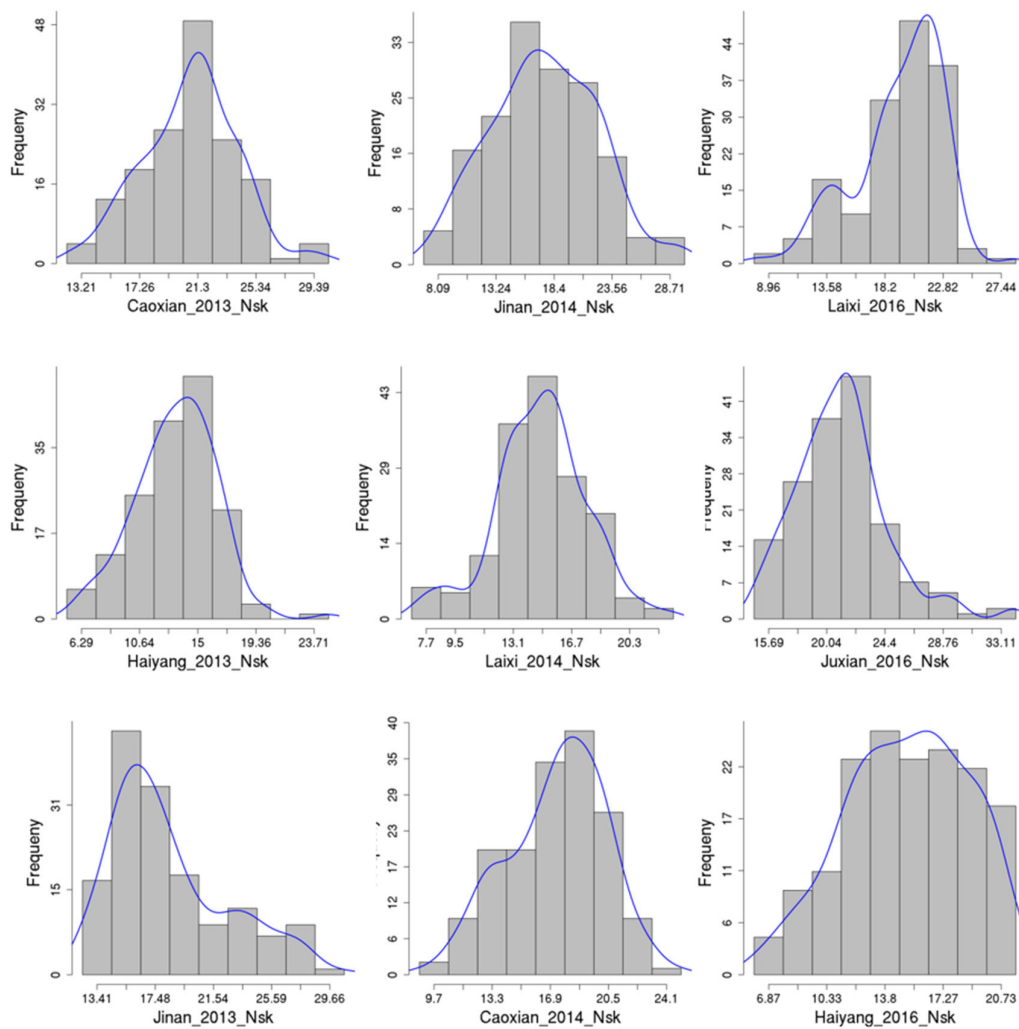 48
32
16
0
Frequeny
13.21 17.26 21.3 25.34 29.39
Caoxian_2013_Nsk
33
25
16
8
0
Frequeny
8.09 13.24 18.4 23.56 28.71
Jinan_2014_Nsk
44
37
30
22
15
7
0
Frequeny
8.96 13.58 18.2 22.82 27.44
Laixi_2016_Nsk
35
17
0
Frequeny
6.29 10.64 15 19.36 23.71
Haiyang_2013_Nsk
43
29
14
0
Frequeny
7.7 9.5 13.1 16.7 20.3
Laixi_2014_Nsk
41
34
28
21
14
7
0
Frequeny
15.69 20.04 24.4 28.76 33.11
Juxian_2016_Nsk
31
15
0
Frequeny
13.41 17.48 21.54 25.59 29.66
Jinan_2013_Nsk
40
35
29
23
17
12
6
0
9.7 13.3 16.9 20.5 24.1
Caoxian_2014_Nsk
22
17
11
6
0
Frequeny
6.87 10.33 13.8 17.27 20.73
Haiyang_2016_Nsk